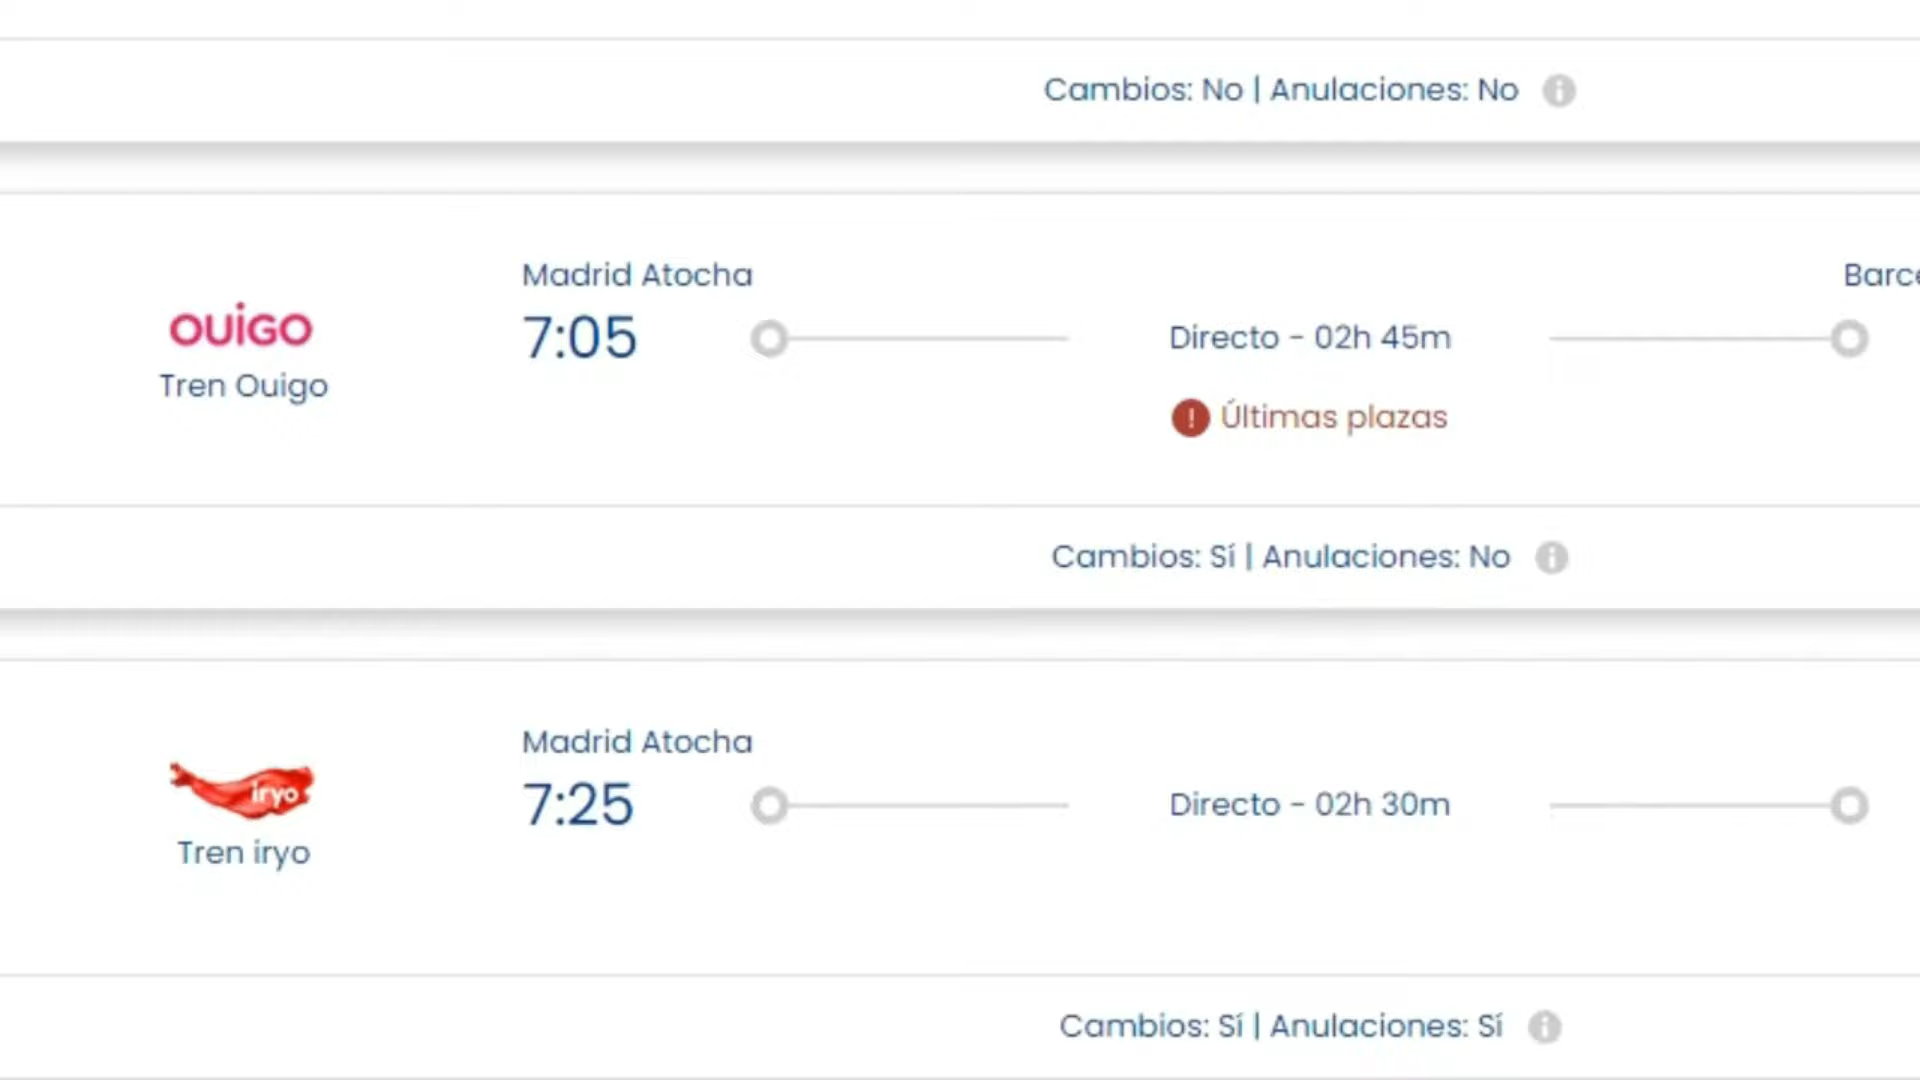 Cambios: No | Anulaciones: No
Madrid Atocha
Barce
OUiGO
7:05
Directo - 02h 45m
Tren Ouigo
Últimas plazas
Cambios: Sí | Anulaciones: No
Madrid Atocha
iryo
7:25
Directo - 02h 30m
Tren iryo
Cambios: Sí | Anulaciones: Sí